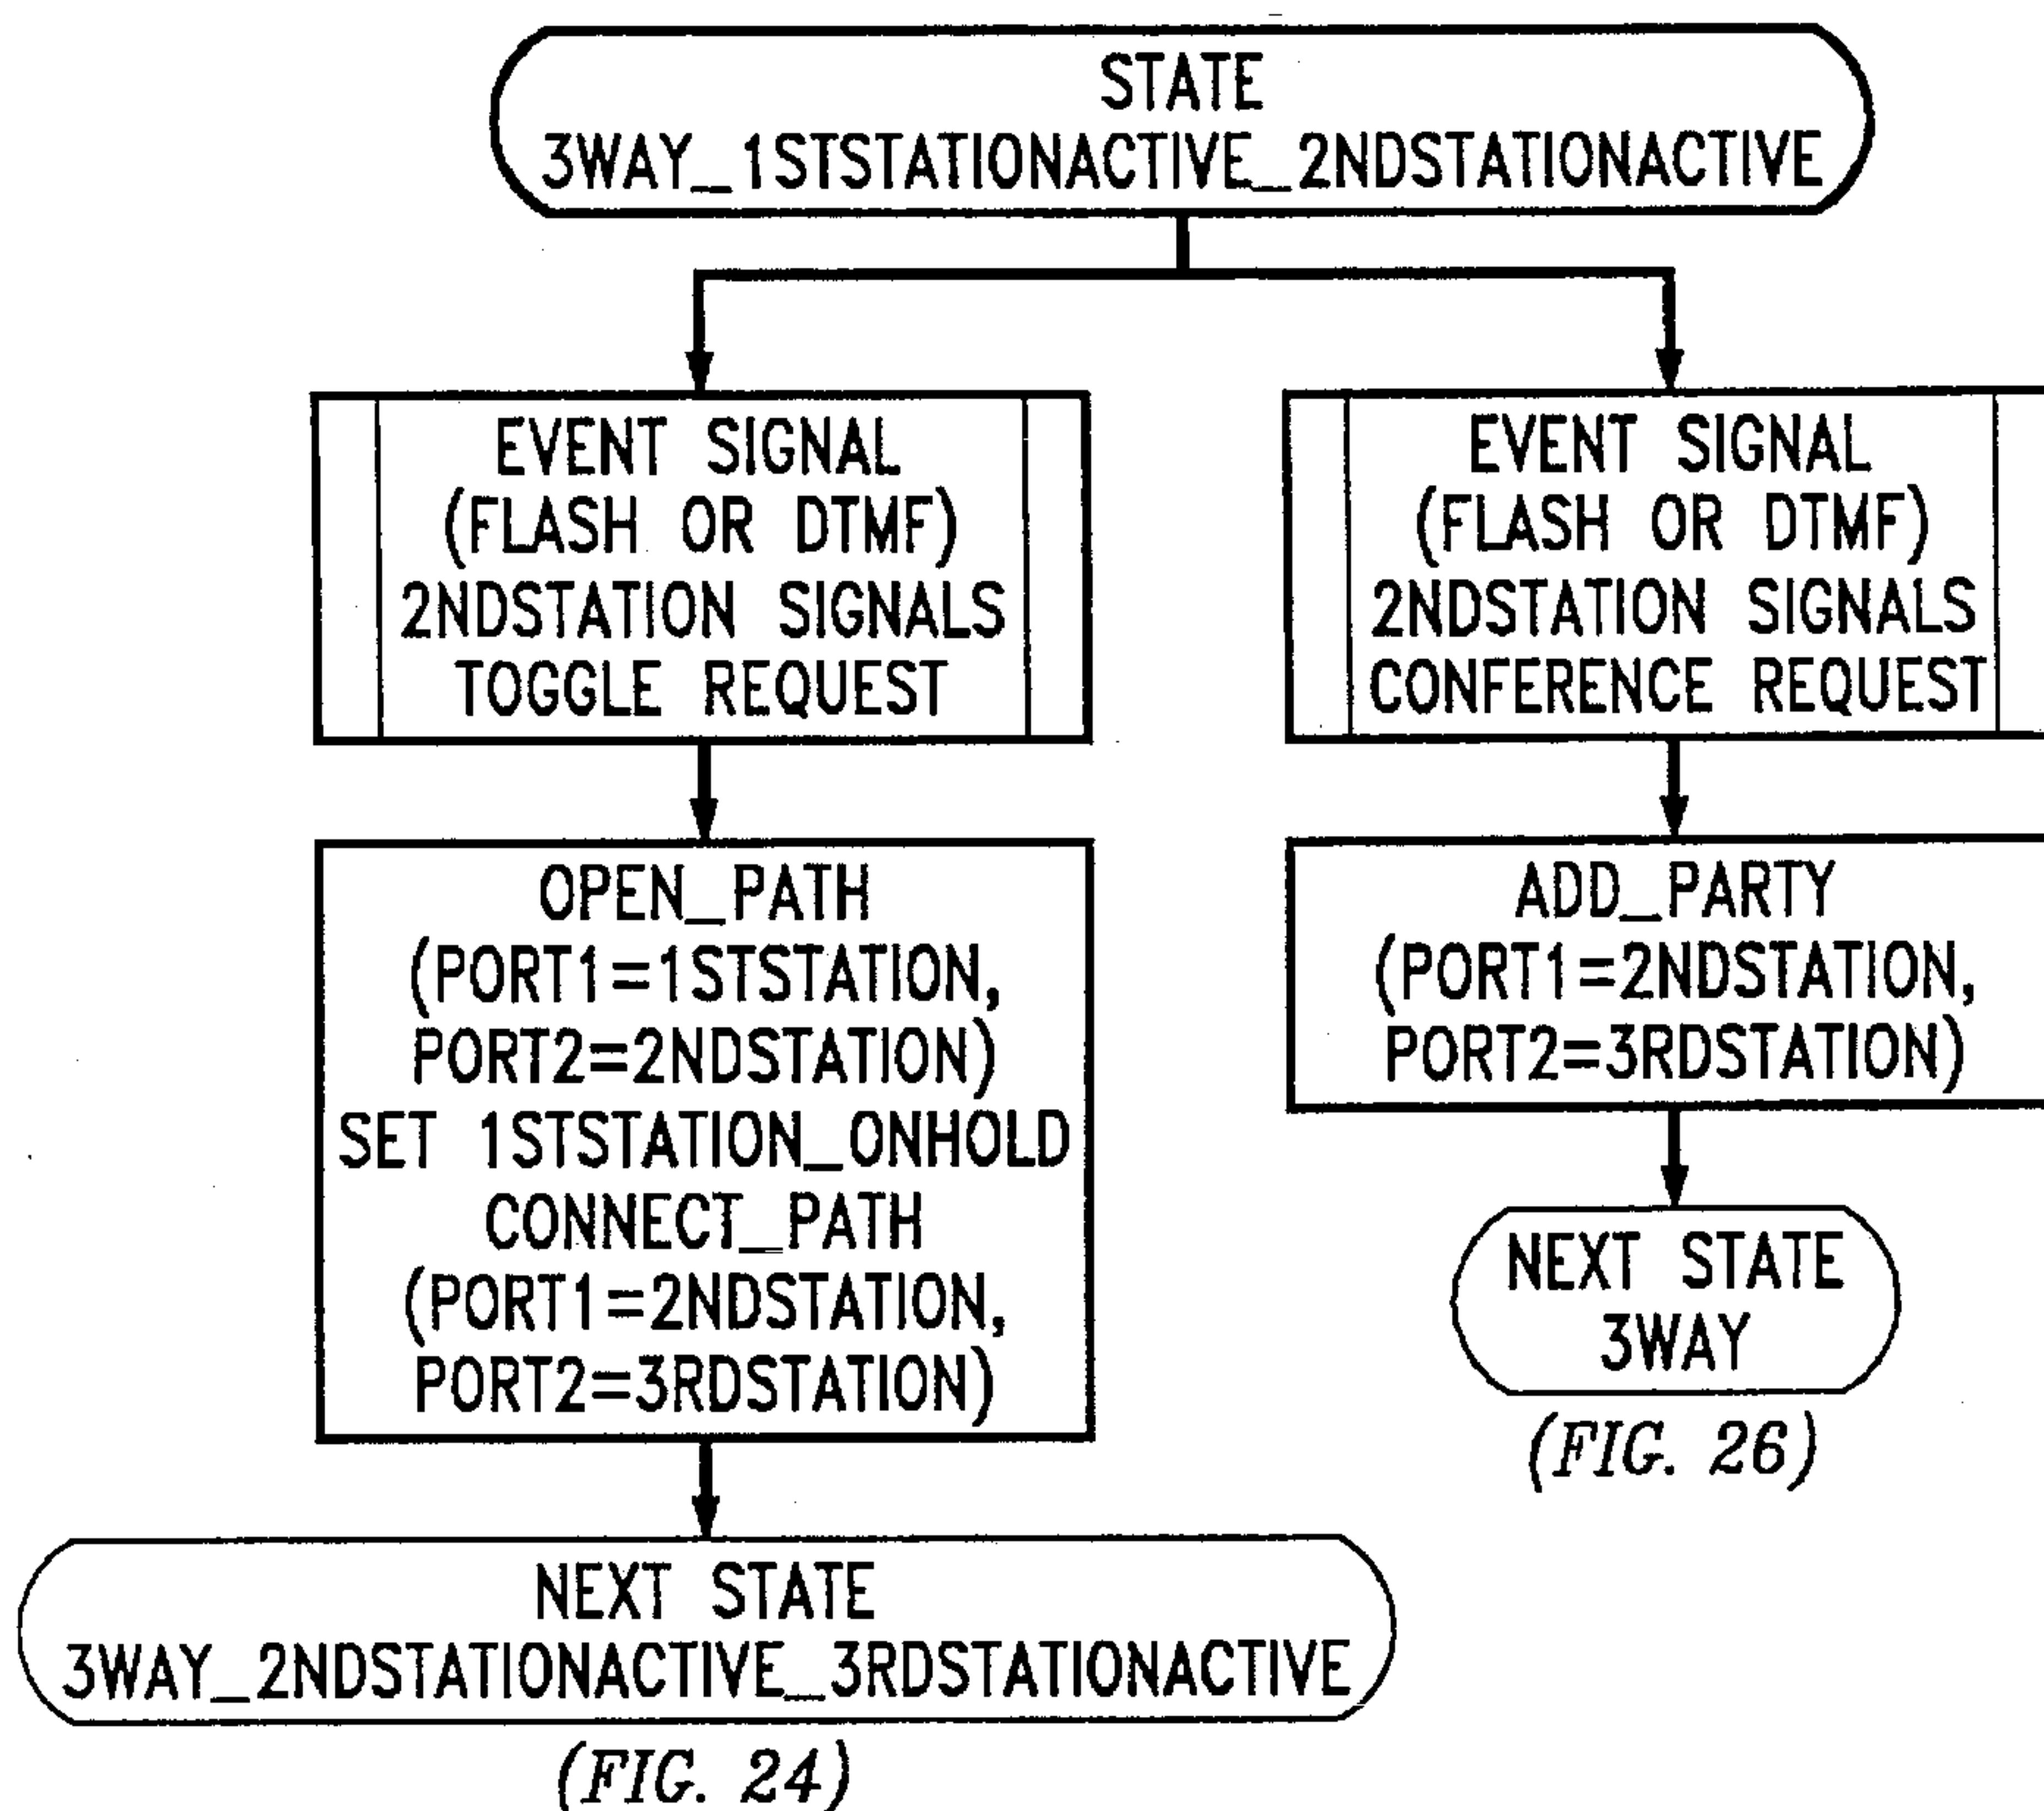 STATE
3WAY_1STSTATIONACTIVE_2NDSTATIONACTIVE
EVENT SIGNAL
(FLASH OR DTMF)
2NDSTATION SIGNALS
TOGGLE REQUEST
OPEN_PATH
(PORT1=1STSTATION,
PORT2=2NDSTATION)
SET 1STSTATION_ONHOLD
CONNECT_PATH
(PORT1=2NDSTATION,
PORT2=3RDSTATION)
NEXT STATE
3WAY_2NDSTATIONACTIVE_3RDSTATIONACTIVE
(FIG. 24)
EVENT SIGNAL
(FLASH OR DTMF)
2NDSTATION SIGNALS
CONFERENCE REQUEST
ADD_PARTY
(PORT1=2NDSTATION,
PORT2=3RDSTATION)
NEXT STATE
3WAY
(FIG. 26)